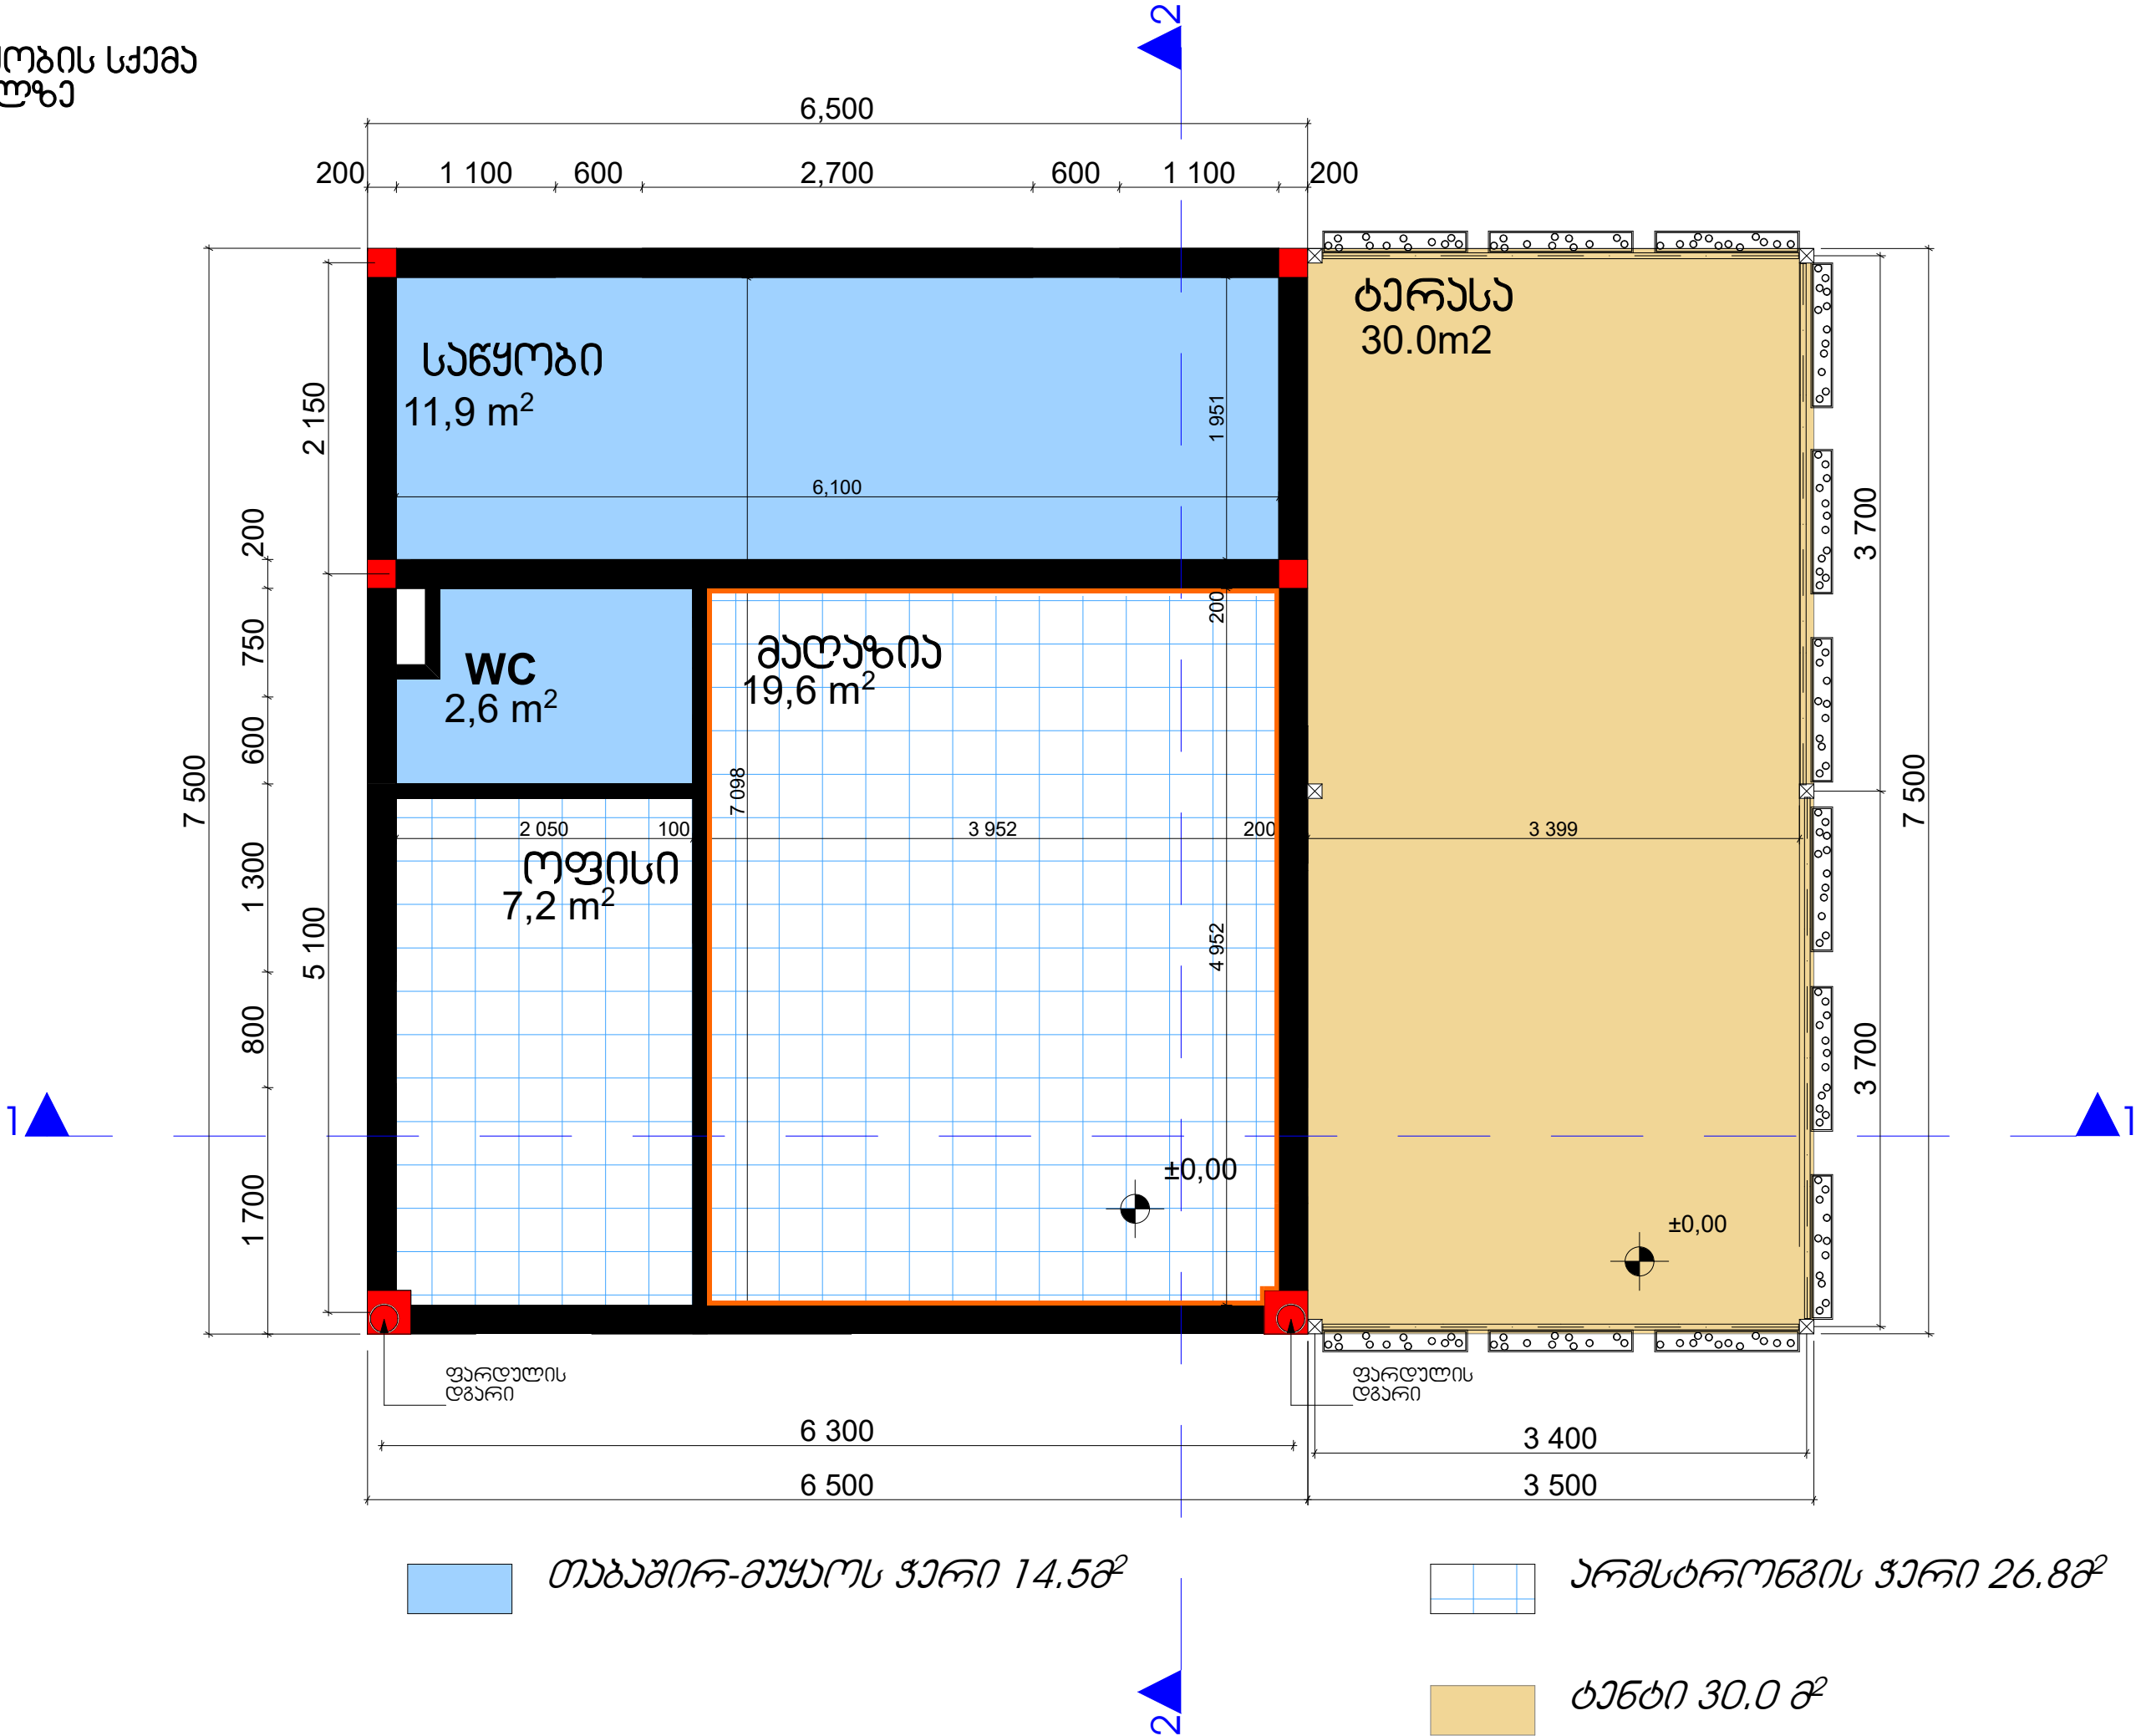 2
სქემა
6,500
200 1 100 600 2,700 600 1 100 200
ტერასა
30.0m2
საწყობი
11,9 m²
2 150
1 951
6,100
200
3 700
WC
2,6 m²
მაღაზია
19,6 m²
200
750
600
7 500
7 098
7 500
2 050 100 3 952 200 3 399
ოფისი
7,2 m²
1 300
5 100
4 952
800
3 700
1 1
±0,00
1 700
±0,00
ფარდულის
დგარი
ფარდულის
დგარი
6 300
3 400
6 500
3 500
თაბაშირ-მუყაოს ჭერი 14.5მ²
არმსტრონგის ჭერი 26.8მ²
ტენტი 30.0 მ²
2